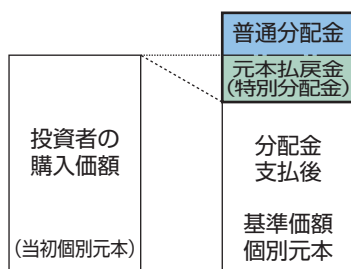 普通分配金
元本払戻金
(特別分配金)
投資者の
購入価額
(当初個別元本)
分配金
支払後
基準価額
個別元本